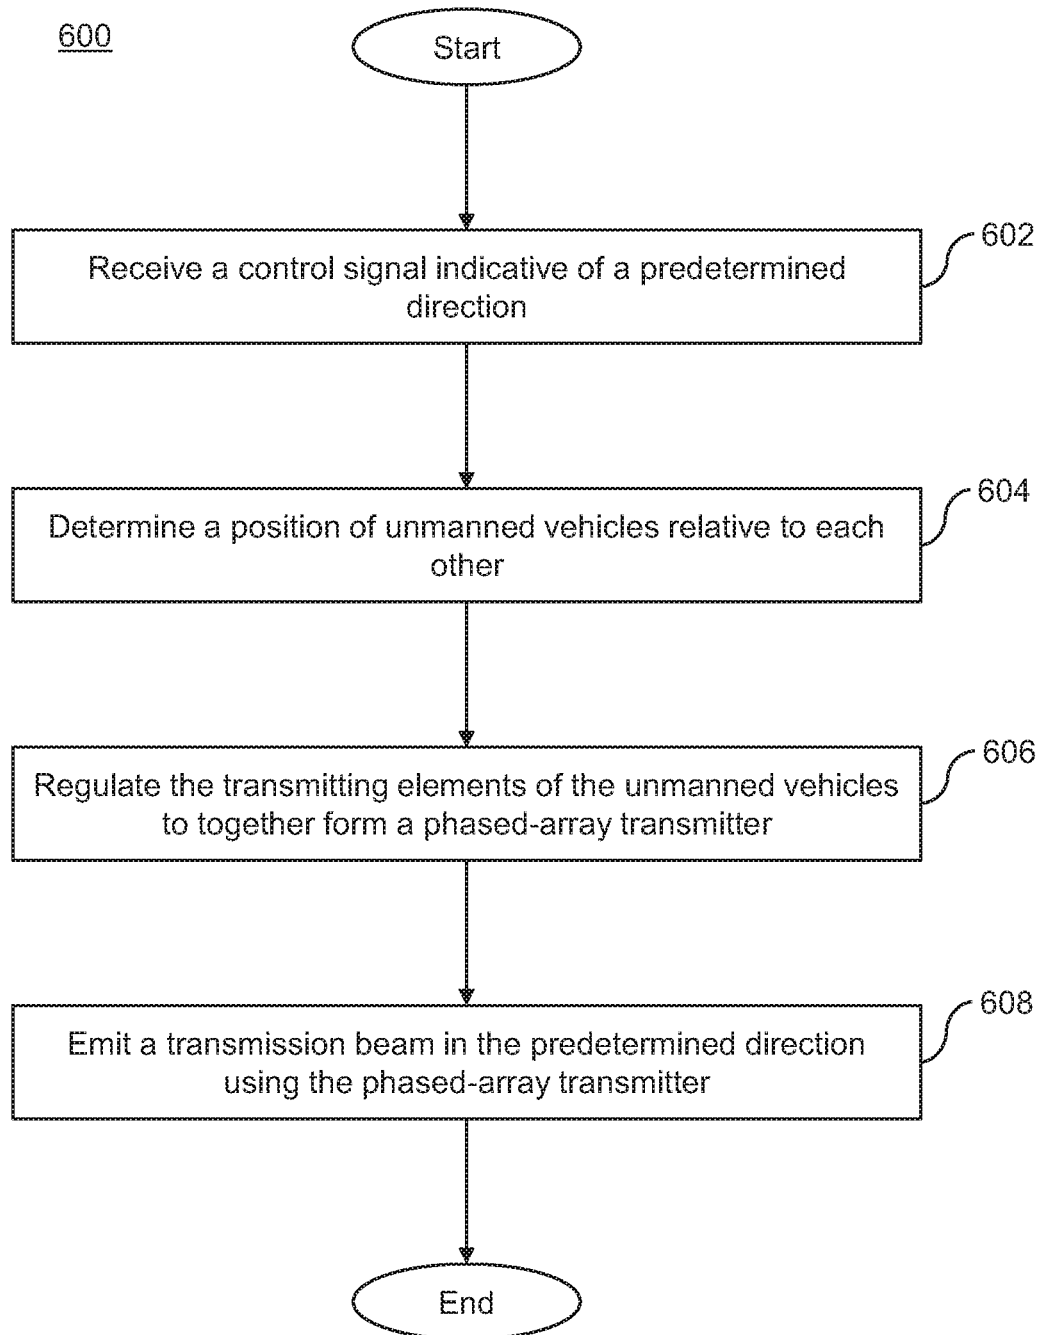 600
Start
602
Receive a control signal indicative of a predetermined
direction
604
Determine a position of unmanned vehicles relative to each
other
606
Regulate the transmitting elements of the unmanned vehicles
to together form a phased-array transmitter
608
Emit a transmission beam in the predetermined direction
using the phased-array transmitter
End